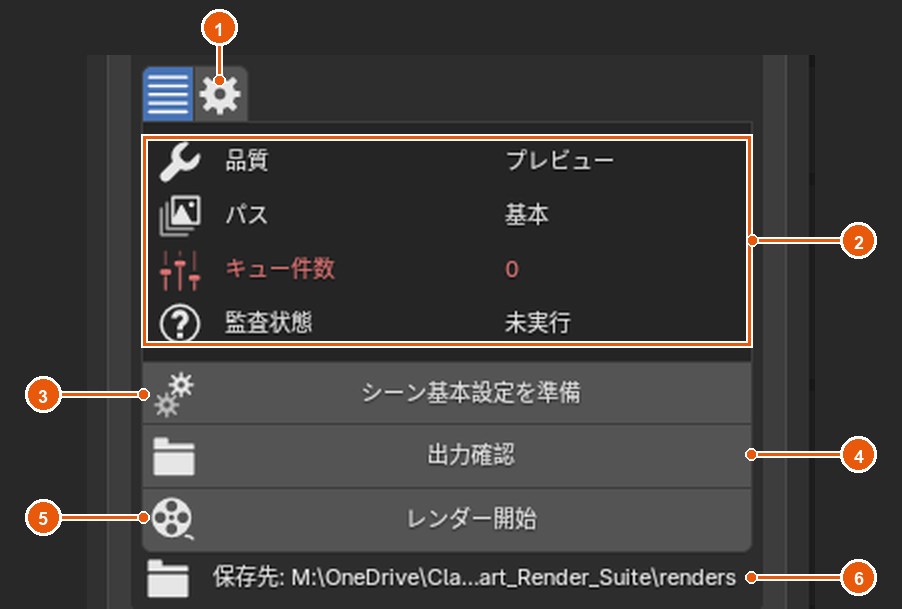 1
品質 プレビュー
パス 基本
2
キュー件数 0
監査状態 未実行
3
シーン基本設定を準備
出力確認
4
5
レンダー開始
保存先: M:\OneDrive\Cla...art_Render_Suite\renders
6